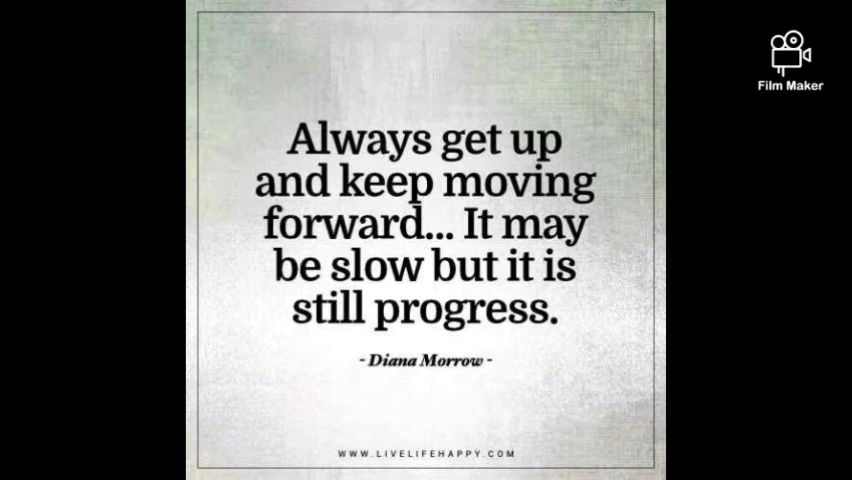 Film Maker
Always get up
and keep moving
forward... It may
be slow but it is
still progress.
- Diana Morrow -
WWW.LIVELIFEHAPPY.COM